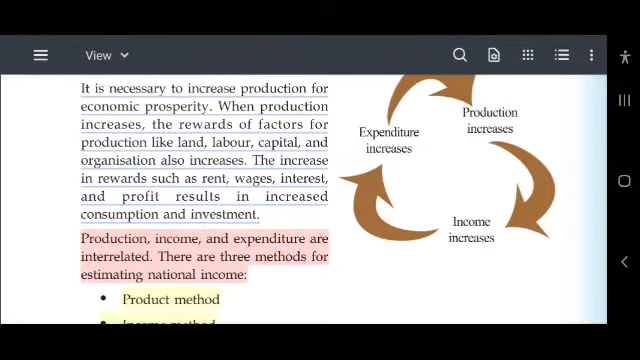 View
It is necessary to increase production for
economic prosperity. When production
increases, the rewards of factors for
production like land, labour, capital, and
organisation also increases. The increase
in rewards such as rent, wages, interest,
and profit results in increased
consumption and investment.
Production, income, and expenditure are
interrelated. There are three methods for
estimating national income:
• Product method
• Income method
Production
increases
Expenditure
increases
Income
increases